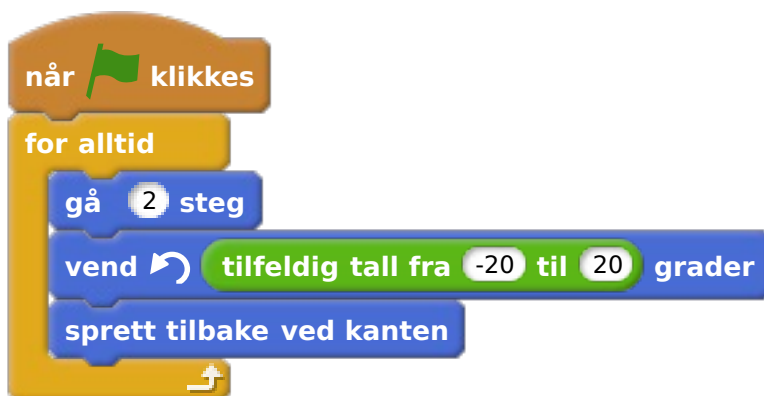 når klikkes
for alltid
gå 2 steg
vend tilfeldig tall fra -20 til 20 grader
sprett tilbake ved kanten